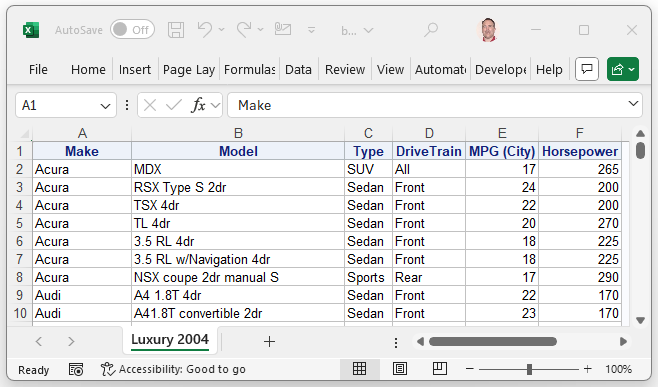 AutoSave Off b...
File Home Insert Page Lay Formulas Data Review View Automate Develope Help
A1 fx Make
A B C D E F
1 Make Model Type DriveTrain MPG (City) Horsepower
2 Acura MDX SUV All 17 265
3 Acura RSX Type S 2dr Sedan Front 24 200
4 Acura TSX 4dr Sedan Front 22 200
5 Acura TL 4dr Sedan Front 20 270
6 Acura 3.5 RL 4dr Sedan Front 18 225
7 Acura 3.5 RL w/Navigation 4dr Sedan Front 18 225
8 Acura NSX coupe 2dr manual S Sports Rear 17 290
9 Audi A4 1.8T 4dr Sedan Front 22 170
10 Audi A41.8T convertible 2dr Sedan Front 23 170
Luxury 2004
Ready Accessibility: Good to go 100%